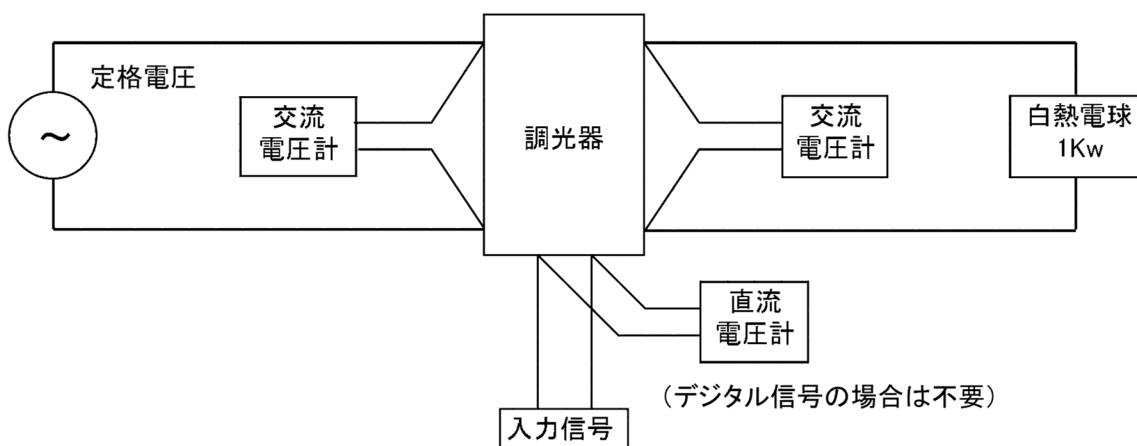 定格電圧
～
交流
電圧計
調光器
交流
電圧計
白熱電球
1Kw
直流
電圧計
（デジタル信号の場合は不要）
入力信号